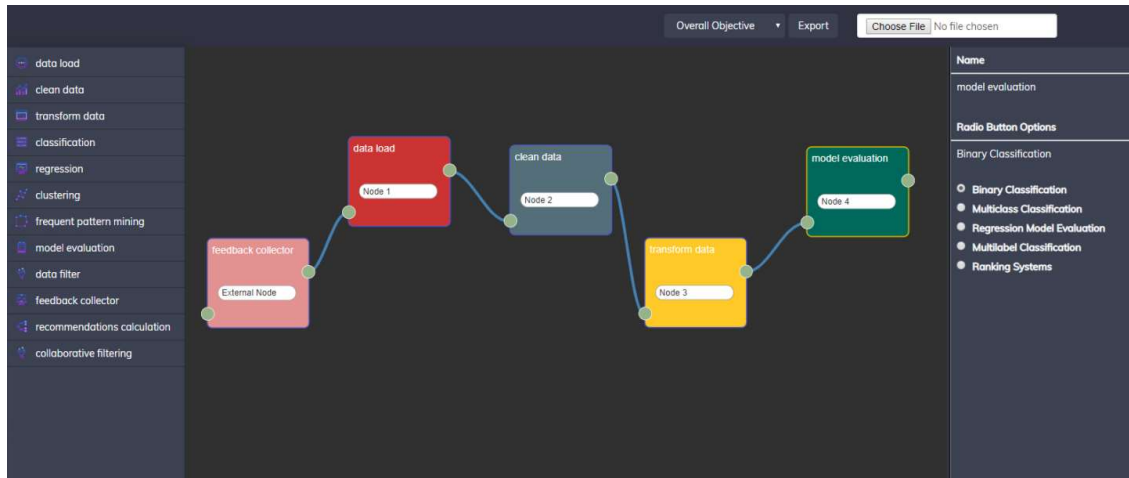 Overall Objective
Export
Choose File No file chosen
data load
clean data
transform data
classification
regression
clustering
frequent pattern mining
model evaluation
data filter
feedback collector
recommendations calculation
collaborative filtering
feedback collector
External Node
data load
Node 1
clean data
Node 2
transform data
Node 3
model evaluation
Node 4
Name
model evaluation
Radio Button Options
Binary Classification
Binary Classification
Multiclass Classification
Regression Model Evaluation
Multilabel Classification
Ranking Systems